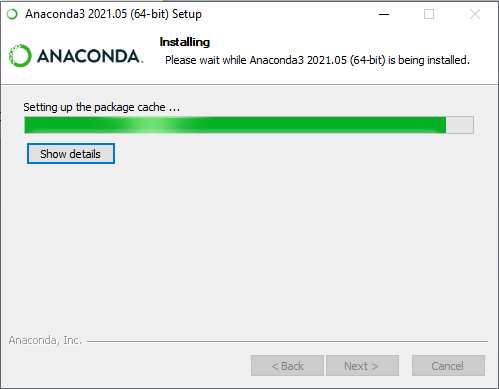 Anaconda3 2021.05 (64-bit) Setup
Installing
Please wait while Anaconda3 2021.05 (64-bit) is being installed.
ANACONDA.
Setting up the package cache ...
Show details
Anaconda, Inc.
< Back
Next >
Cancel